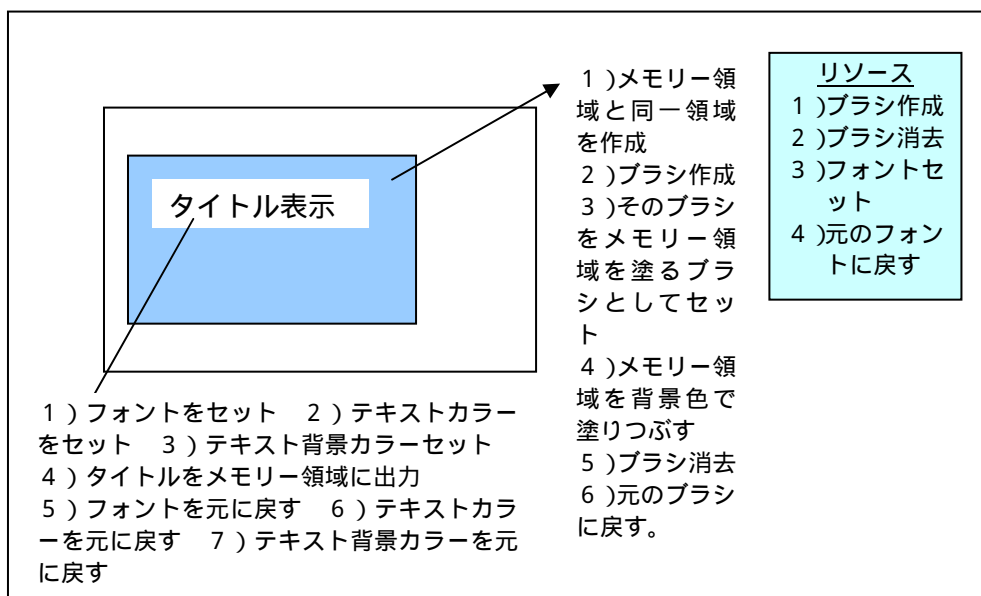 タイトル表示
1)メモリー領
域と同一領域
を作成
2)ブラシ作成
3)そのブラシ
をメモリー領
域を塗るブラ
シとしてセッ
ト
4)メモリー領
域を背景色で
塗りつぶす
5)ブラシ消去
6)元のブラシ
に戻す。
リソース
1)ブラシ作成
2)ブラシ消去
3)フォントセ
ット
4)元のフォン
トに戻す
1)フォントをセット 2)テキストカラー
をセット 3)テキスト背景カラーセット
4)タイトルをメモリー領域に出力
5)フォントを元に戻す 6)テキストカラ
ーを元に戻す 7)テキスト背景カラーを元
に戻す